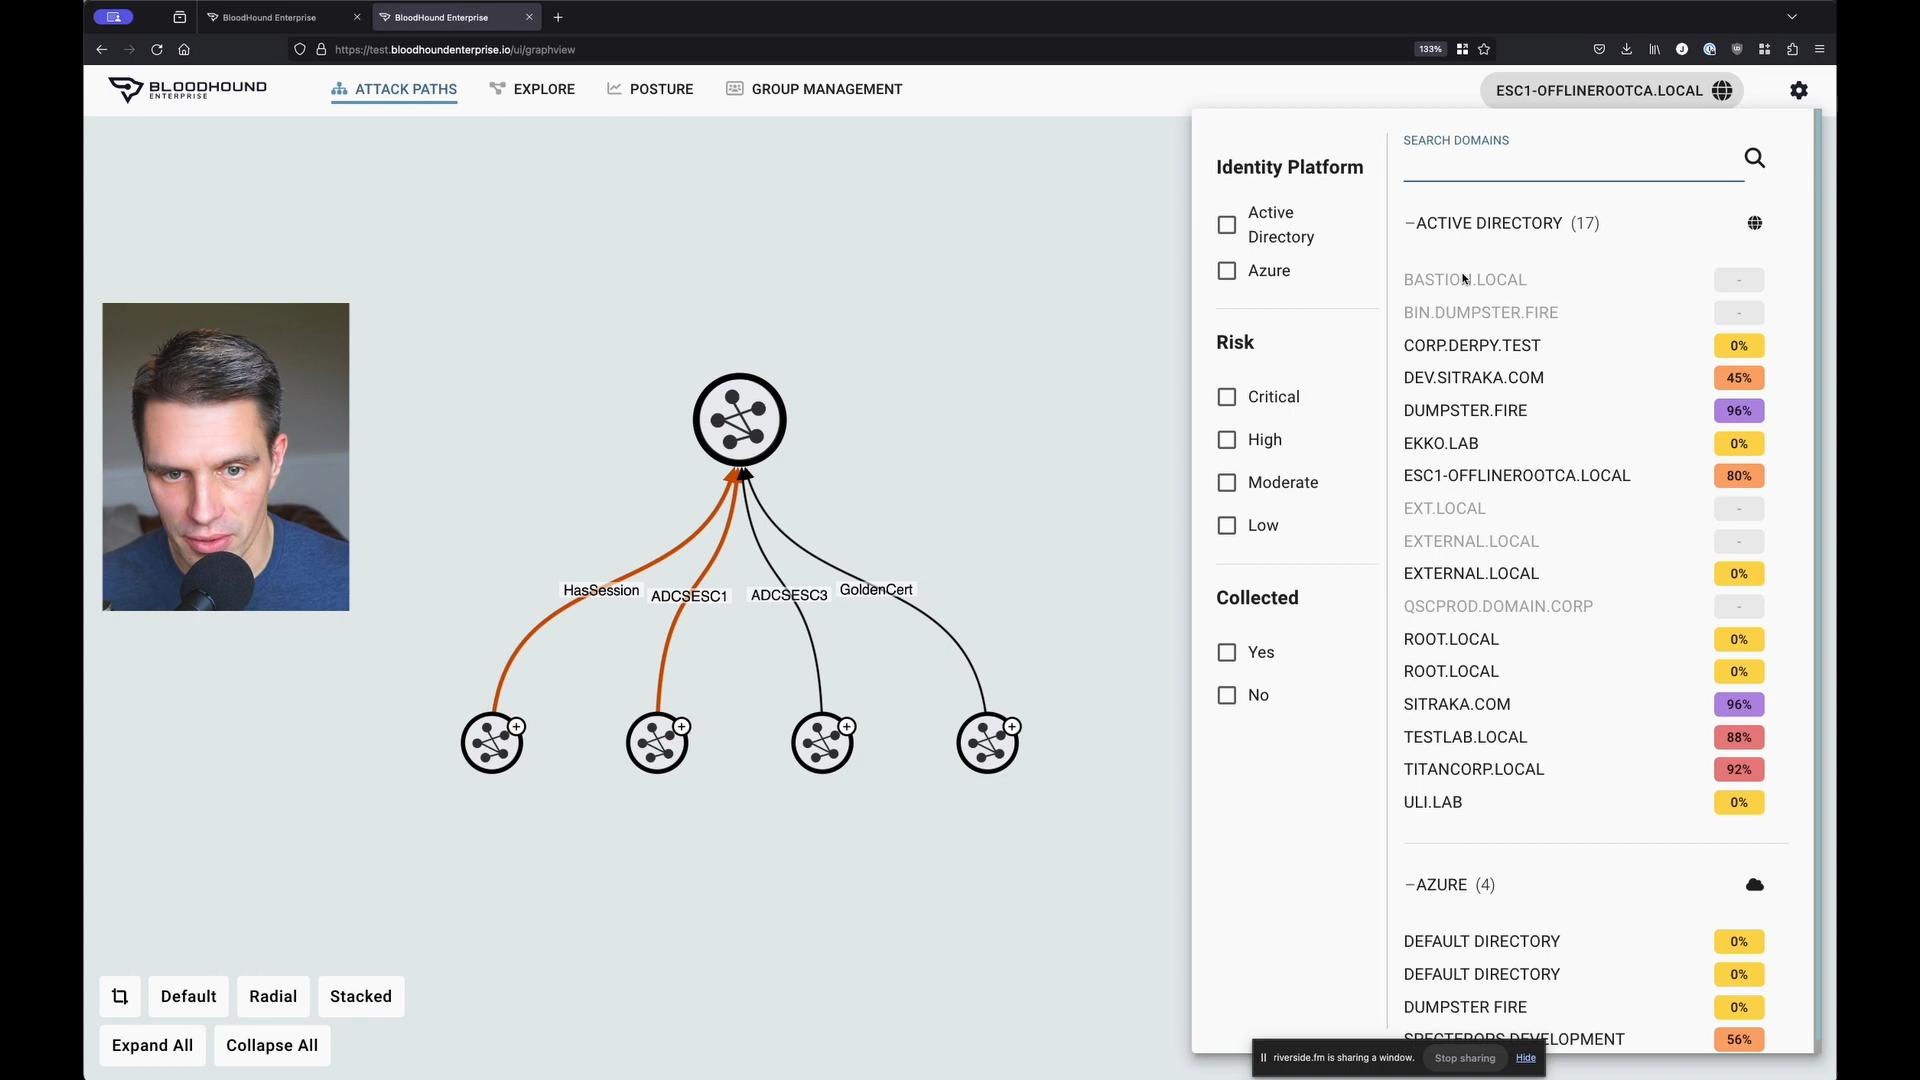 BloodHound Enterprise
BloodHound Enterprise
https://test.bloodhoundenterprise.io/ui/graphview
133%
BLOODHOUND
ENTERPRISE
ATTACK PATHS
EXPLORE
POSTURE
GROUP MANAGEMENT
ESC1-OFFLINEROOTCA.LOCAL
Identity Platform
Active
Directory
Azure
Risk
Critical
High
Moderate
Low
Collected
Yes
No
SEARCH DOMAINS
–ACTIVE DIRECTORY (17)
BASTION.LOCAL -
BIN.DUMPSTER.FIRE -
CORP.DERPY.TEST 0%
DEV.SITRAKA.COM 45%
DUMPSTER.FIRE 96%
EKKO.LAB 0%
ESC1-OFFLINEROOTCA.LOCAL 80%
EXT.LOCAL -
EXTERNAL.LOCAL -
EXTERNAL.LOCAL 0%
QSCPROD.DOMAIN.CORP -
ROOT.LOCAL 0%
ROOT.LOCAL 0%
SITRAKA.COM 96%
TESTLAB.LOCAL 88%
TITANCORP.LOCAL 92%
ULI.LAB 0%
–AZURE (4)
DEFAULT DIRECTORY 0%
DEFAULT DIRECTORY 0%
DUMPSTER FIRE 0%
SPECTEROPS DEVELOPMENT 56%
HasSession
ADCSESC1
ADCSESC3
GoldenCert
Default
Radial
Stacked
Expand All
Collapse All
riverside.fm is sharing a window.
Stop sharing
Hide